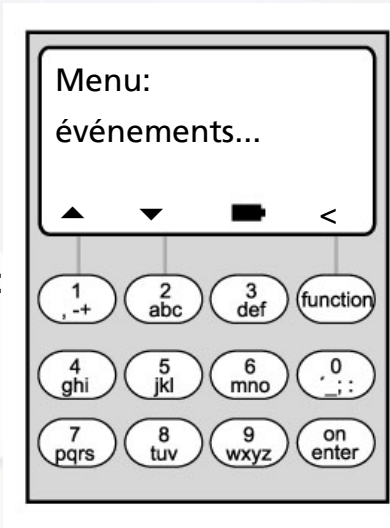 Menu:
événements...
<
1 2 3 function
, -+ abc def
4 5 6 0
ghi jkl mno ´_; :
7 8 9 on
pqrs tuv wxyz enter